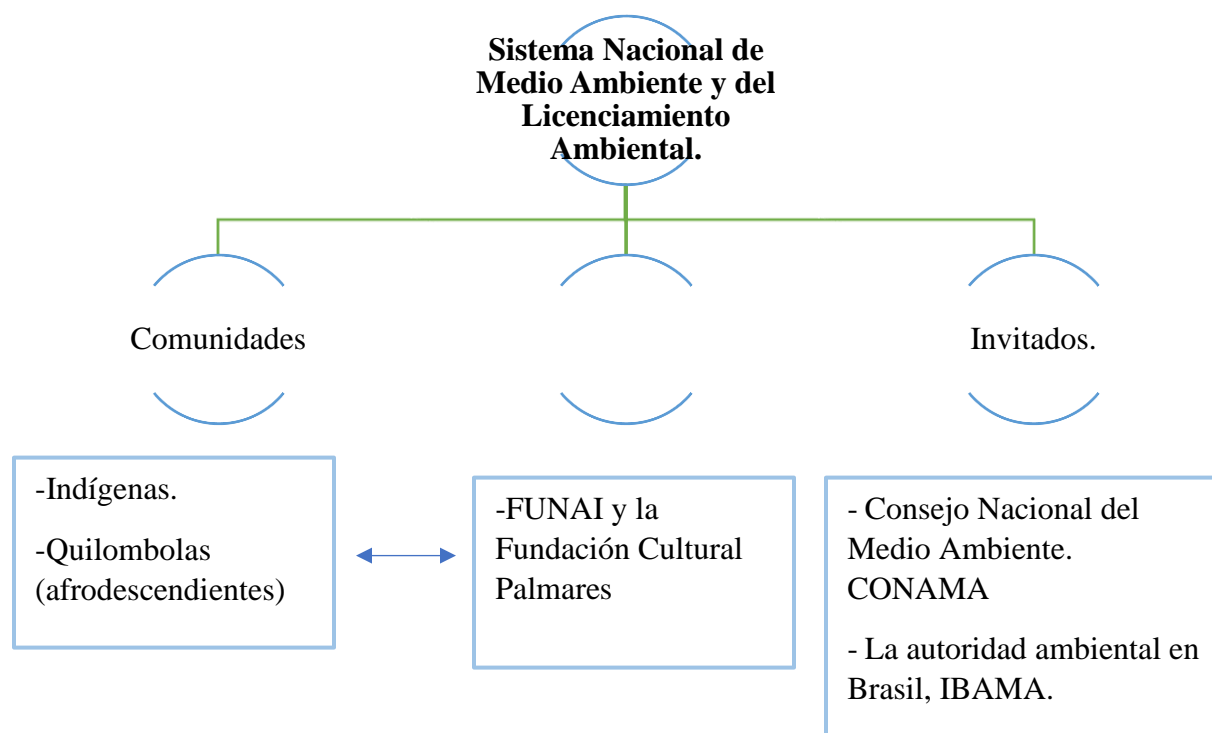 Sistema Nacional de
Medio Ambiente y del
Licenciamiento
Ambiental.
Comunidades
Invitados.
-Indígenas.
-Quilombolas
(afrodescendientes)
-FUNAI y la
Fundación Cultural
Palmares
- Consejo Nacional del
Medio Ambiente.
CONAMA
- La autoridad ambiental en
Brasil, IBAMA.